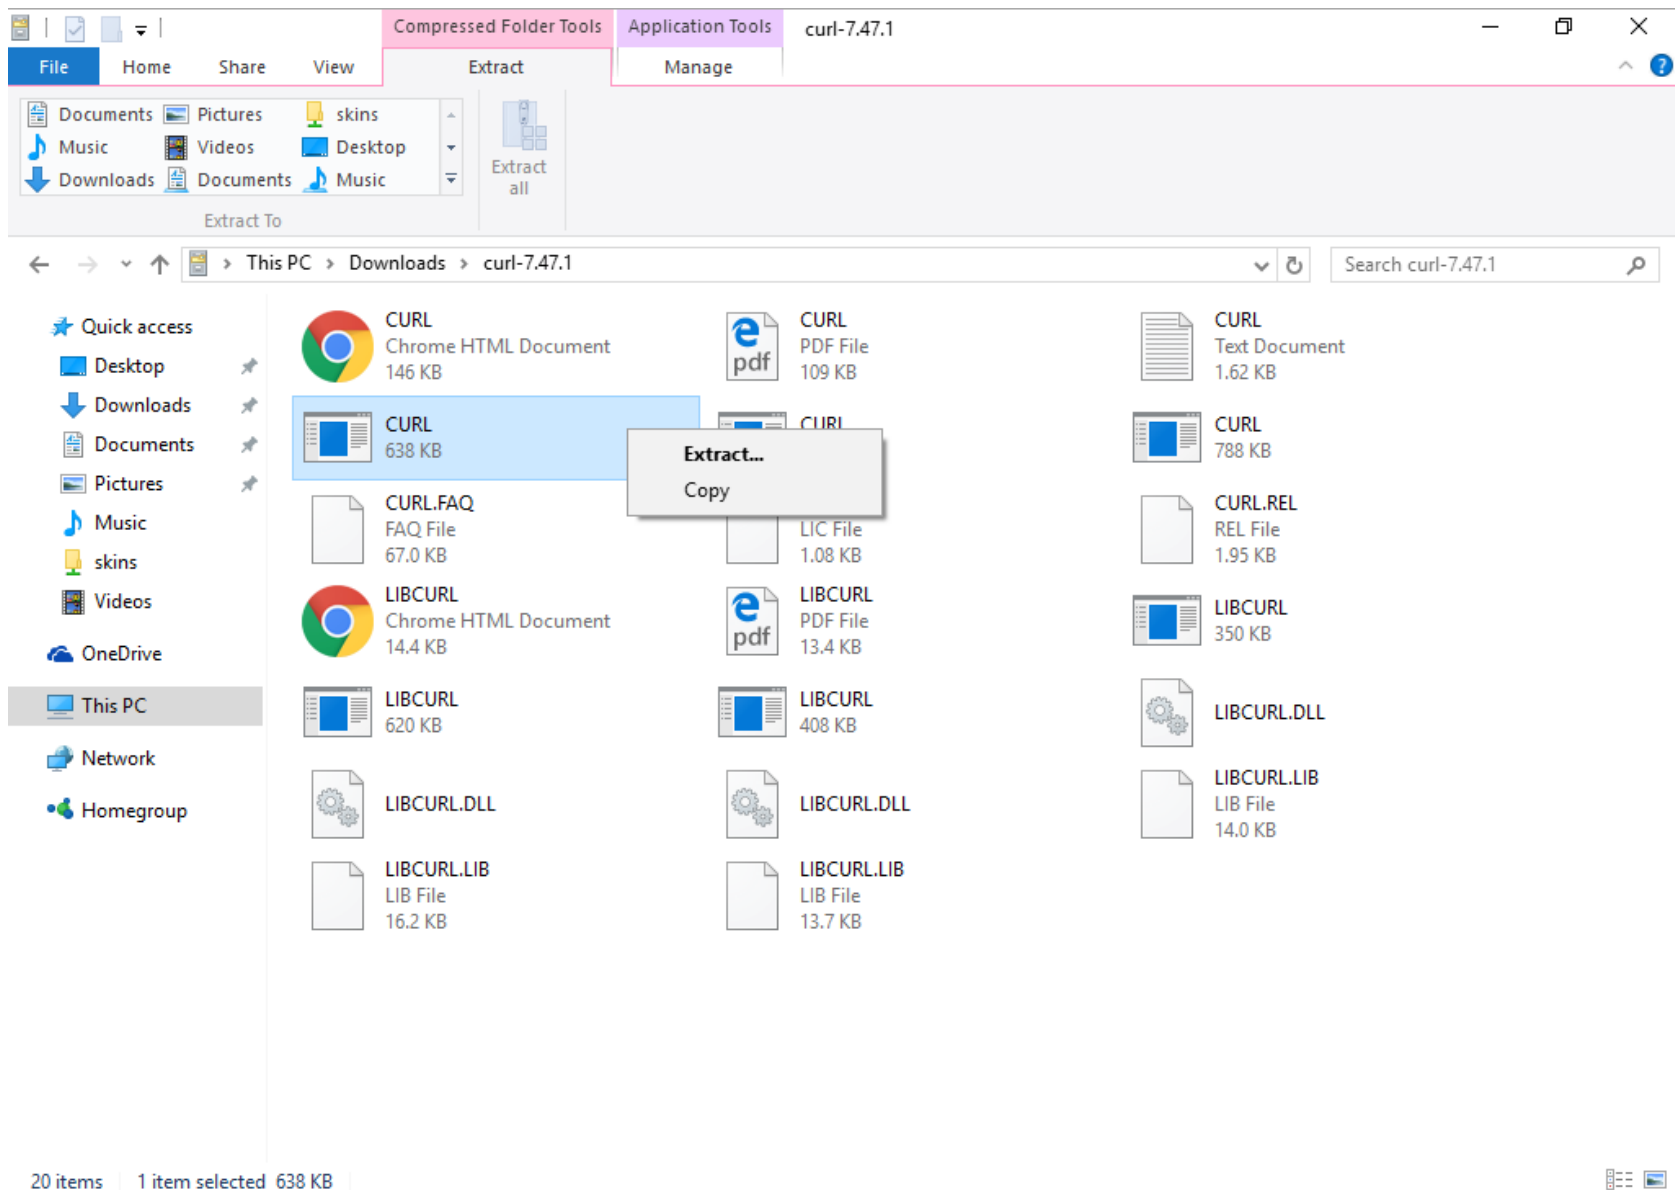 Compressed Folder Tools
Application Tools
curl-7.47.1
File
Home
Share
View
Extract
Manage
?
Documents
Pictures
skins
Music
Videos
Desktop
Downloads
Documents
Music
Extract
all
Extract To
This PC
Downloads
curl-7.47.1
Search curl-7.47.1
Quick access
Desktop
Downloads
Documents
Pictures
Music
skins
Videos
OneDrive
This PC
Network
Homegroup
CURL
Chrome HTML Document
146 KB
pdf
CURL
PDF File
109 KB
CURL
Text Document
1.62 KB
CURL
638 KB
CURL
CURL
788 KB
Extract...
Copy
CURL.FAQ
FAQ File
67.0 KB
LIC File
1.08 KB
CURL.REL
REL File
1.95 KB
LIBCURL
Chrome HTML Document
14.4 KB
pdf
LIBCURL
PDF File
13.4 KB
LIBCURL
350 KB
LIBCURL
620 KB
LIBCURL
408 KB
LIBCURL.DLL
LIBCURL.DLL
LIBCURL.DLL
LIBCURL.LIB
LIB File
14.0 KB
LIBCURL.LIB
LIB File
16.2 KB
LIBCURL.LIB
LIB File
13.7 KB
20 items
1 item selected 638 KB